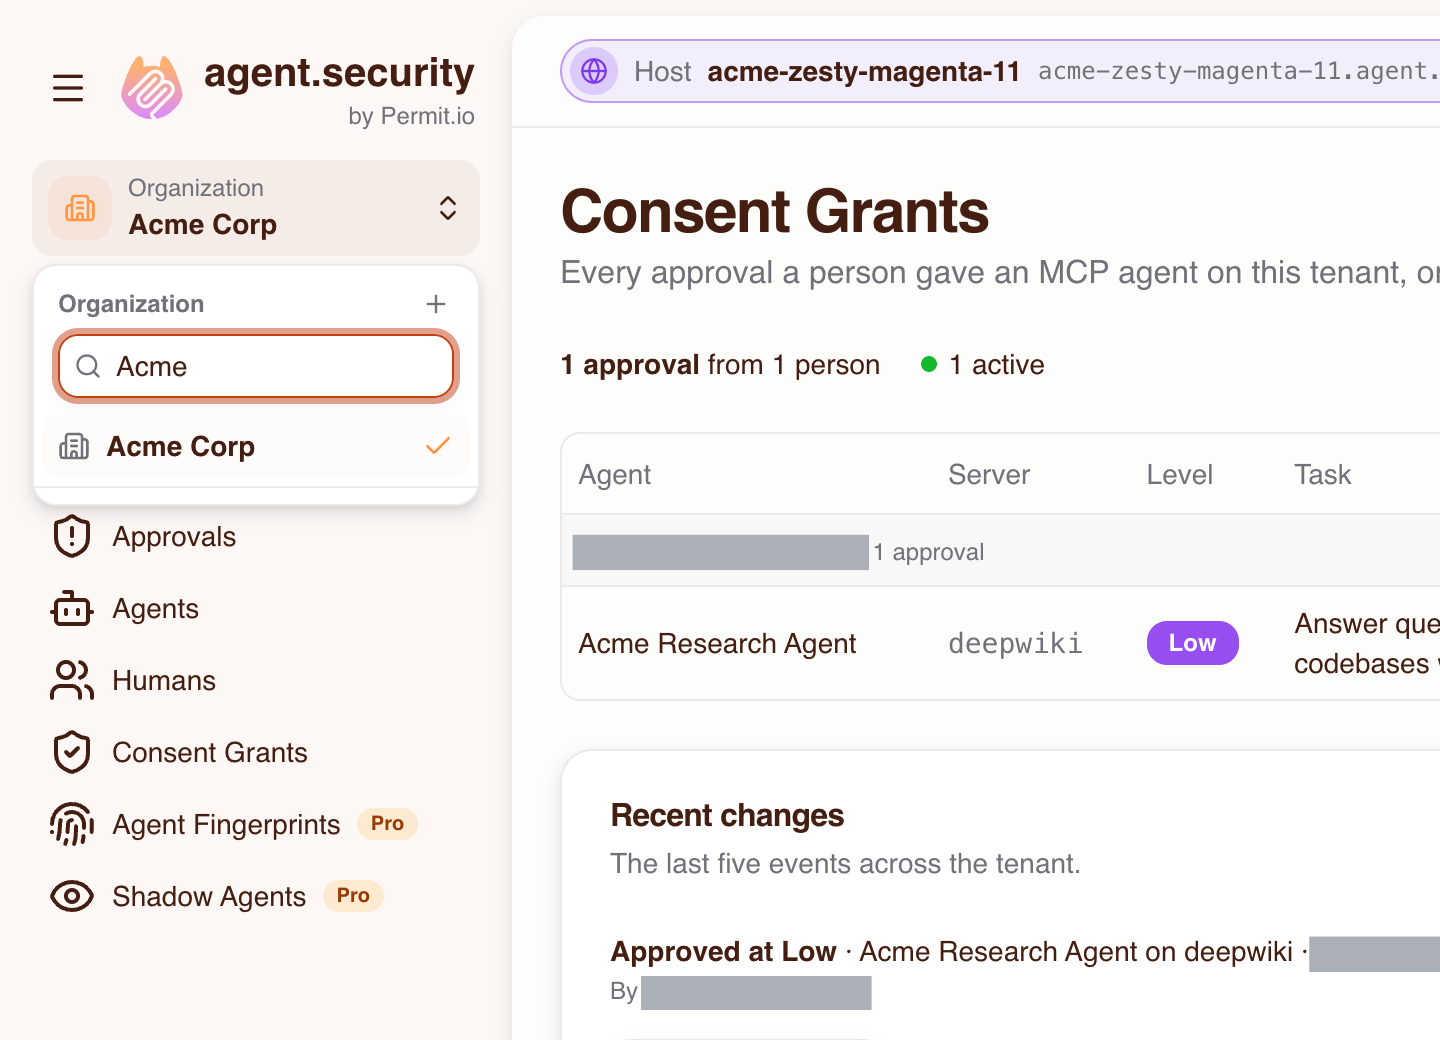 agent.security
by Permit.io
Organization
Acme Corp
Organization
Acme
Acme Corp
Approvals
Agents
Humans
Consent Grants
Agent Fingerprints Pro
Shadow Agents Pro
Host acme-zesty-magenta-11 acme-zesty-magenta-11.agent.
Consent Grants
Every approval a person gave an MCP agent on this tenant, or
1 approval from 1 person 1 active
Agent Server Level Task
1 approval
Acme Research Agent deepwiki Low Answer que
codebases
Recent changes
The last five events across the tenant.
Approved at Low · Acme Research Agent on deepwiki ·
By